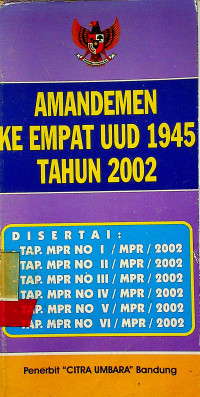 AMANDEMEN
KE EMPAT UUD 1945
TAHUN 2002
DISERTAI:
TAP. MPR NO I / MPR / 2002
TAP. MPR NO II / MPR / 2002
TAP. MPR NO III / MPR / 2002
TAP. MPR NO IV / MPR / 2002
TAP. MPR NO V / MPR / 2002
TAP. MPR NO VI / MPR / 2002
Penerbit "CITRA UMBARA" Bandung